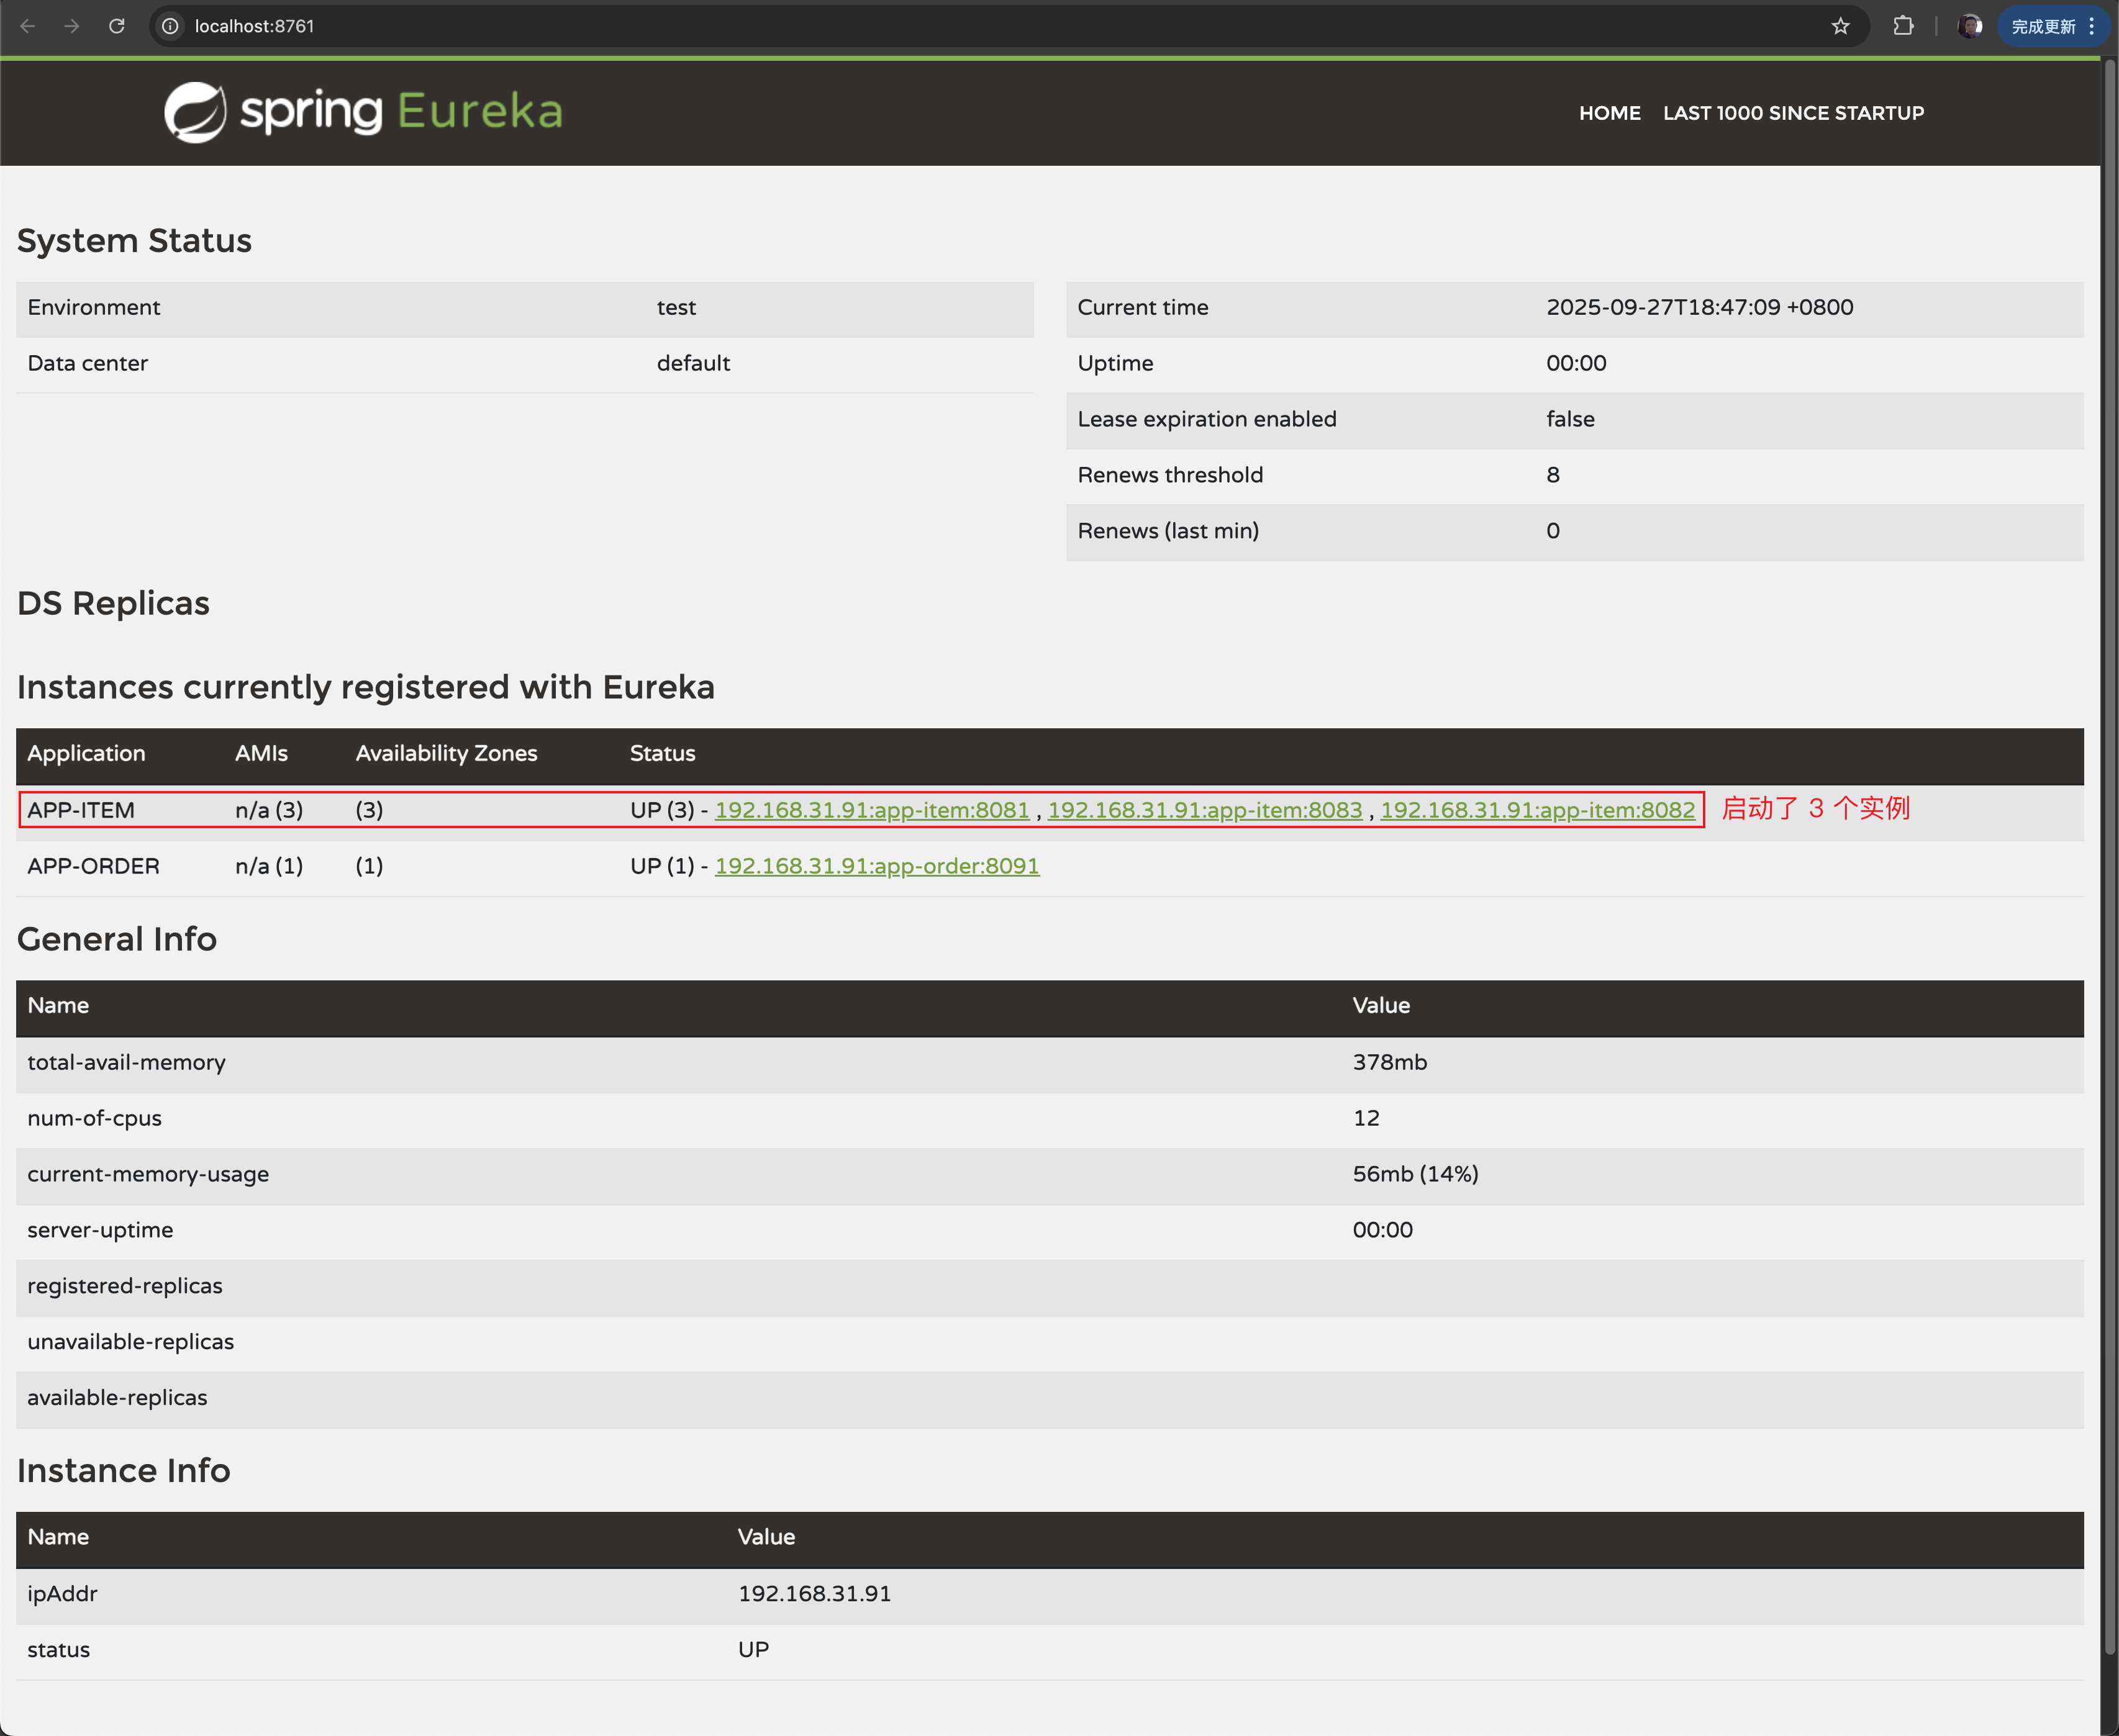 localhost:8761
完成更新
spring Eureka
HOME LAST 1000 SINCE STARTUP
System Status
Environment test
Data center default
Current time 2025-09-27T18:47:09 +0800
Uptime 00:00
Lease expiration enabled false
Renews threshold 8
Renews (last min) 0
DS Replicas
Instances currently registered with Eureka
Application AMIs Availability Zones Status
APP-ITEM n/a (3) (3) UP (3) - 192.168.31.91:app-item:8081 , 192.168.31.91:app-item:8083 , 192.168.31.91:app-item:8082 启动了 3 个实例
APP-ORDER n/a (1) (1) UP (1) - 192.168.31.91:app-order:8091
General Info
Name Value
total-avail-memory 378mb
num-of-cpus 12
current-memory-usage 56mb (14%)
server-uptime 00:00
registered-replicas
unavailable-replicas
available-replicas
Instance Info
Name Value
ipAddr 192.168.31.91
status UP